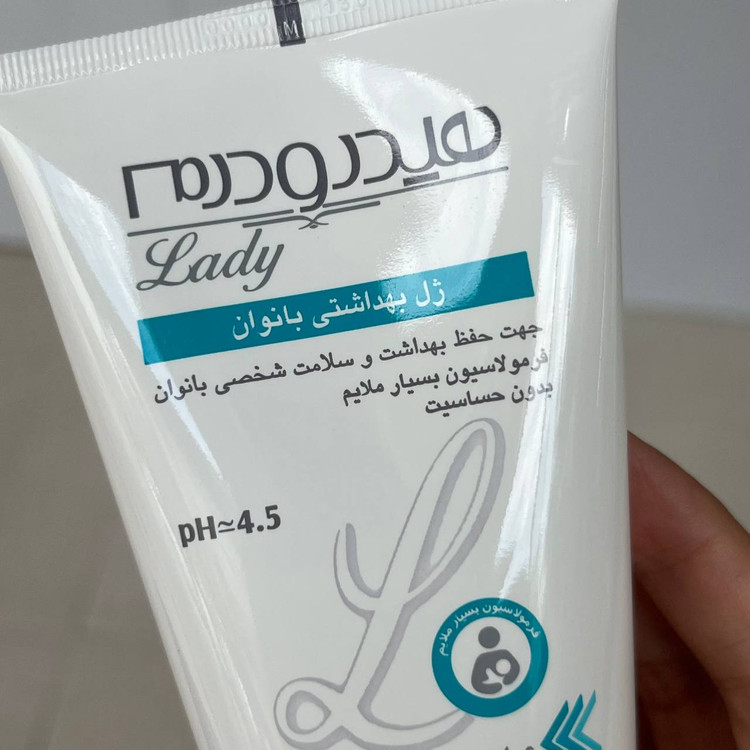 M
هیدرودرم
Lady
ژل بهداشتی بانوان
جهت حفظ بهداشت و سلامت شخصی بانوان
فرمولاسیون بسیار ملایم
بدون حساسیت
pH≃4.5
فرمولاسیون بسیار ملایم